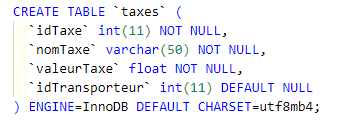 CREATE TABLE `taxes` (
  `idTaxe` int(11) NOT NULL,
  `nomTaxe` varchar(50) NOT NULL,
  `valeurTaxe` float NOT NULL,
  `idTransporteur` int(11) DEFAULT NULL
) ENGINE=InnoDB DEFAULT CHARSET=utf8mb4;